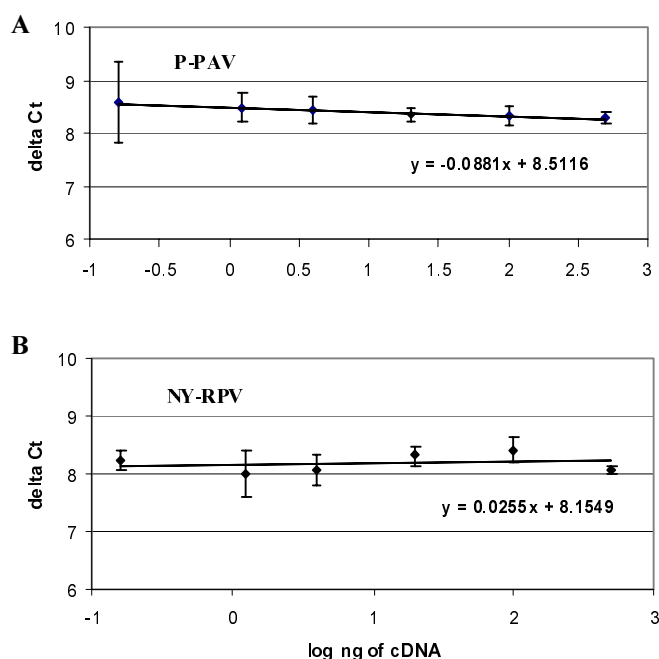 A
10
P-PAV
9
delta Ct
8
y = -0.0881x + 8.5116
7
6
-1 -0.5 0 0.5 1 1.5 2 2.5 3
B
10
NY-RPV
9
delta Ct
8
y = 0.0255x + 8.1549
7
6
-1 0 1 2 3
log ng of cDNA